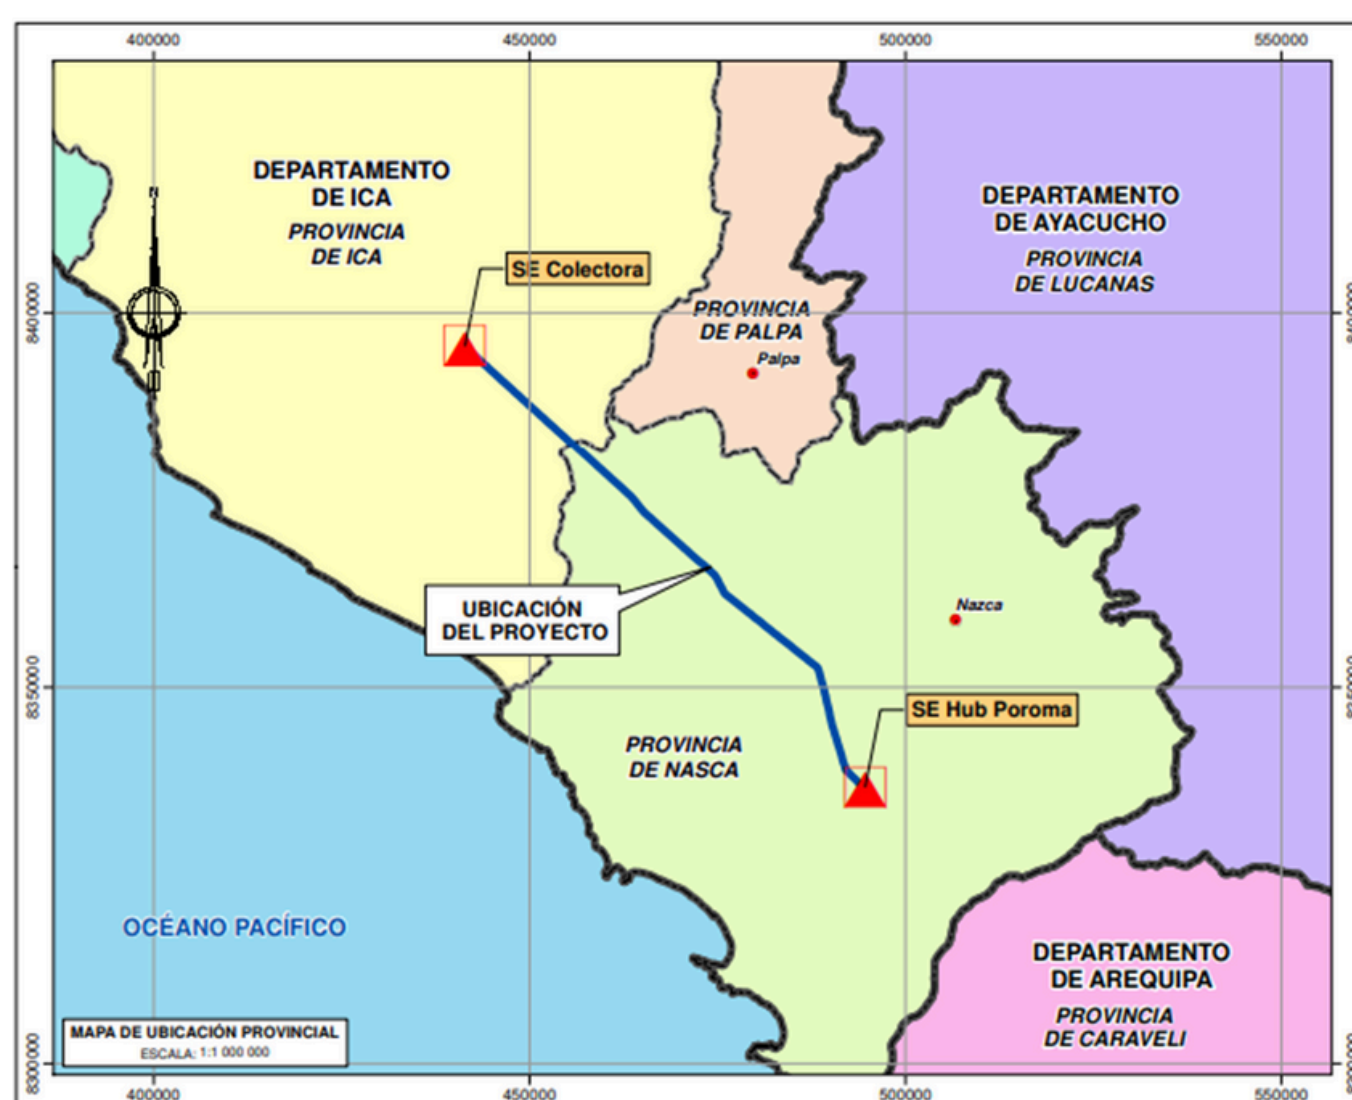 400000
450000
500000
550000
DEPARTAMENTO
DE ICA
PROVINCIA
DE ICA
DEPARTAMENTO
DE AYACUCHO
PROVINCIA
DE LUCANAS
SE Colectora
8400000
PROVINCIA
DE PALPA
Palpa
UBICACIÓN
DEL PROYECTO
Nazca
8350000
SE Hub Poroma
PROVINCIA
DE NASCA
OCÉANO PACÍFICO
DEPARTAMENTO
DE AREQUIPA
PROVINCIA
DE CARAVELI
MAPA DE UBICACIÓN PROVINCIAL
ESCALA: 1:1 000 000
8300000
400000
450000
500000
550000